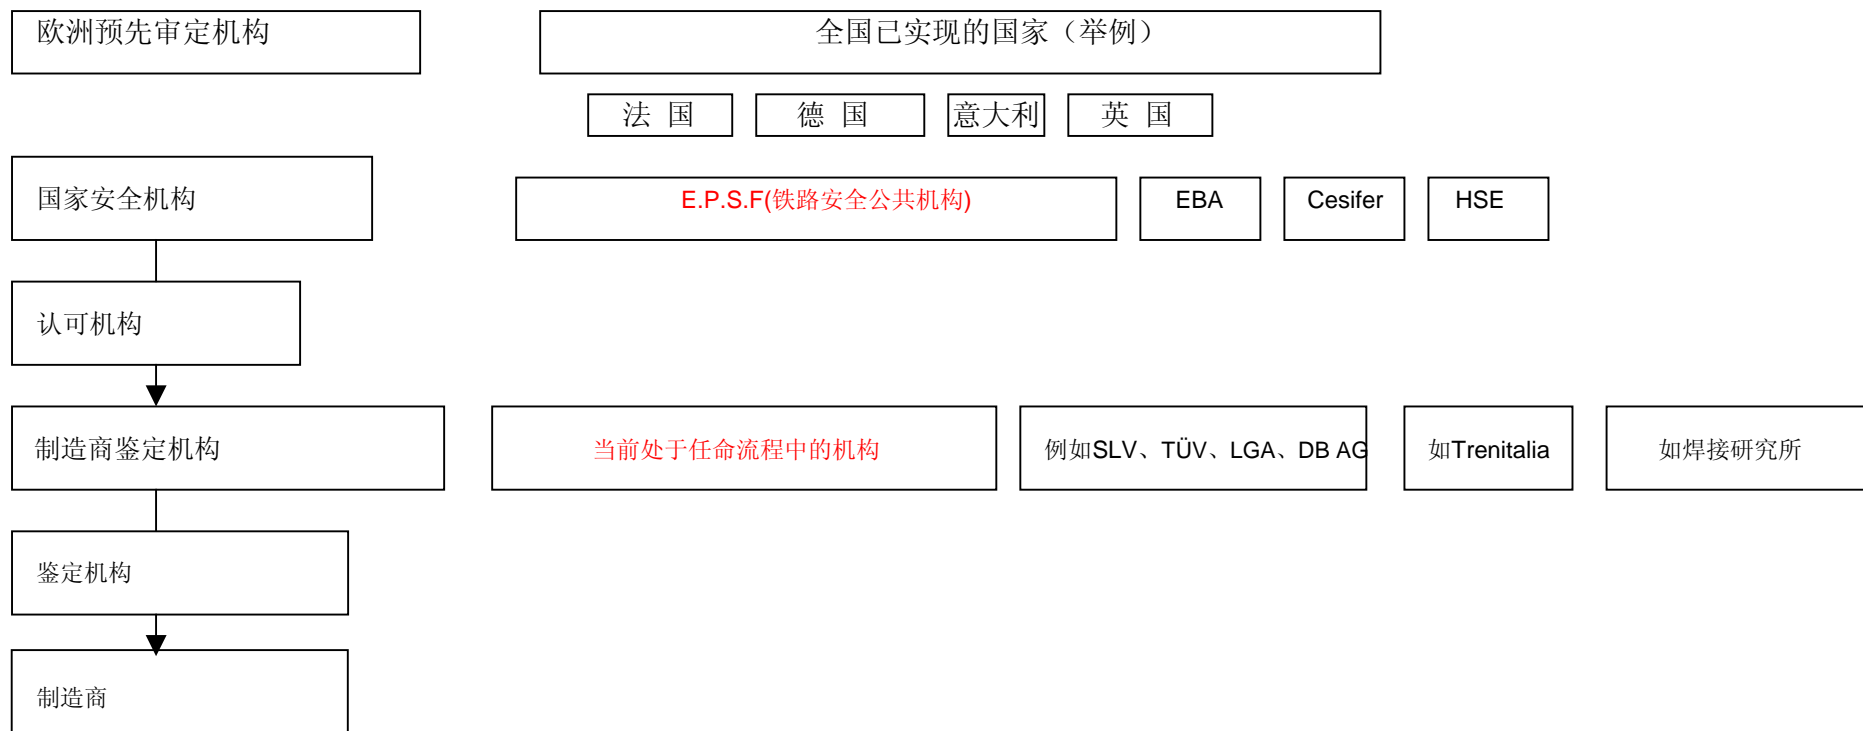 欧洲预先审定机构
全国已实现的国家（举例）
法 国
德 国
意大利
英 国
国家安全机构
E.P.S.F(铁路安全公共机构)
EBA
Cesifer
HSE
认可机构
制造商鉴定机构
当前处于任命流程中的机构
例如SLV、TÜV、LGA、DB AG
如Trenitalia
如焊接研究所
鉴定机构
制造商